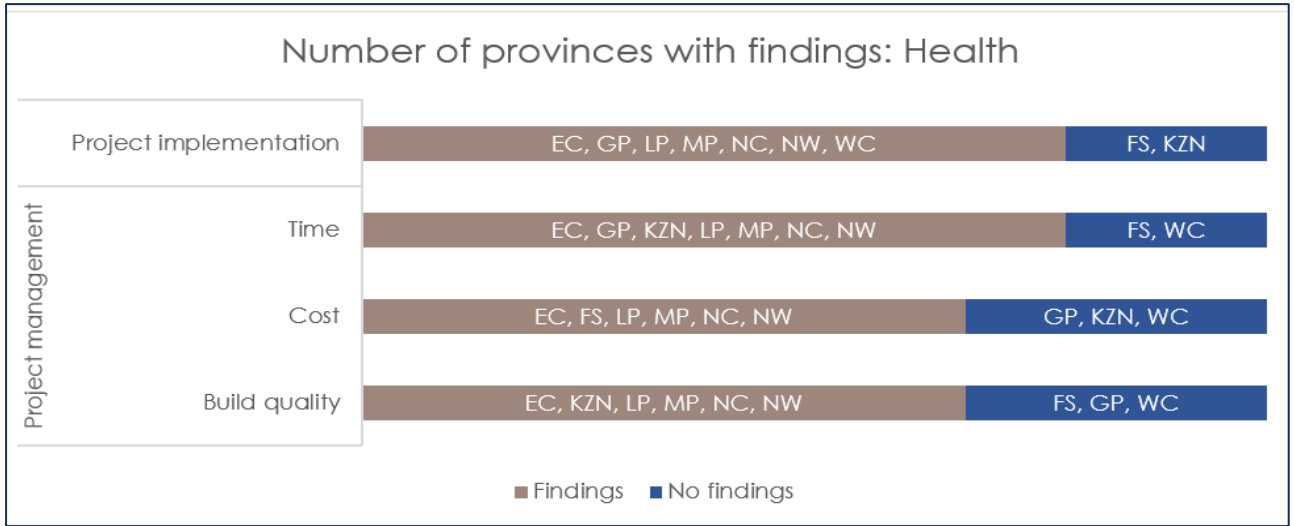 Number of provinces with findings: Health
Project implementation
EC, GP, LP, MP, NC, NW, WC
FS, KZN
Project management
Time
EC, GP, KZN, LP, MP, NC, NW
FS, WC
Cost
EC, FS, LP, MP, NC, NW
GP, KZN, WC
Build quality
EC, KZN, LP, MP, NC, NW
FS, GP, WC
Findings
No findings